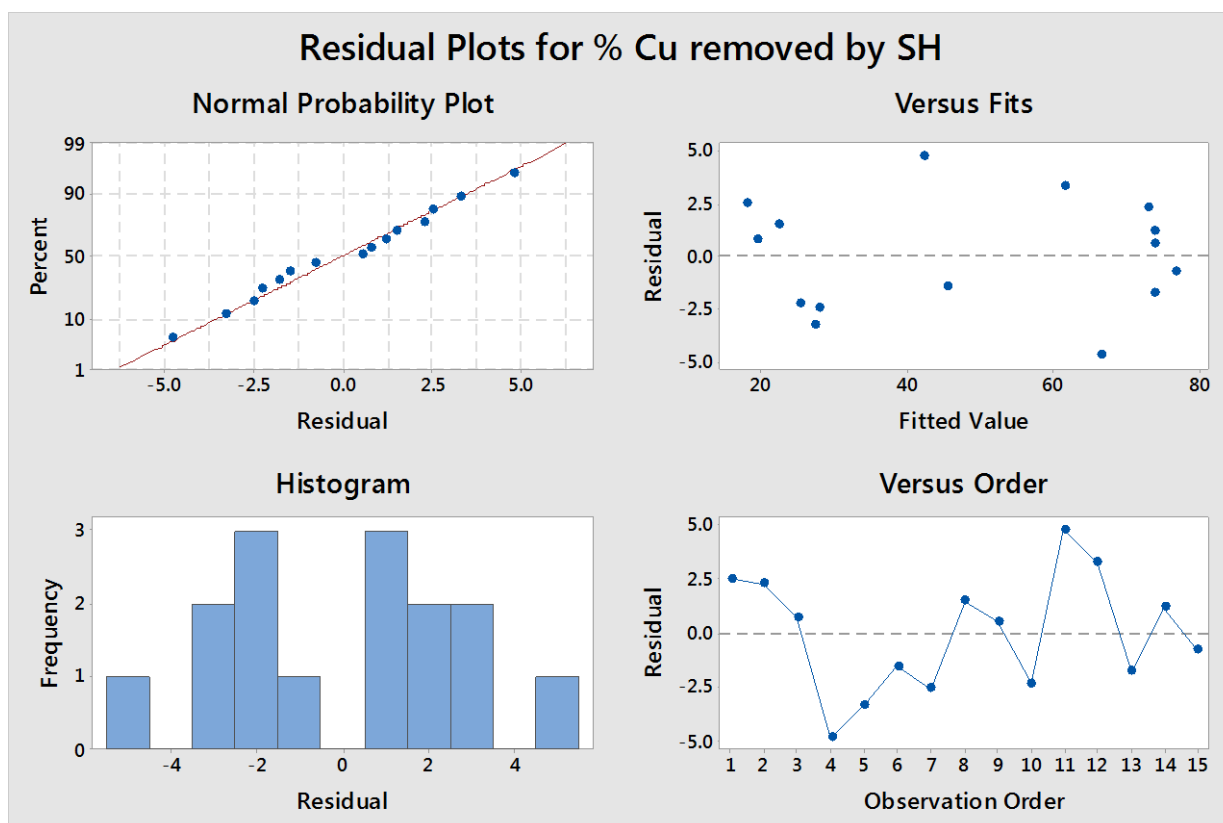 Residual Plots for % Cu removed by SH
Normal Probability Plot
99
90
50
10
1
Percent
-5.0 -2.5 0.0 2.5 5.0
Residual
Versus Fits
5.0
2.5
0.0
-2.5
-5.0
Residual
20 40 60 80
Fitted Value
Histogram
3
2
1
0
Frequency
-4 -2 0 2 4
Residual
Versus Order
5.0
2.5
0.0
-2.5
-5.0
Residual
1 2 3 4 5 6 7 8 9 10 11 12 13 14 15
Observation Order